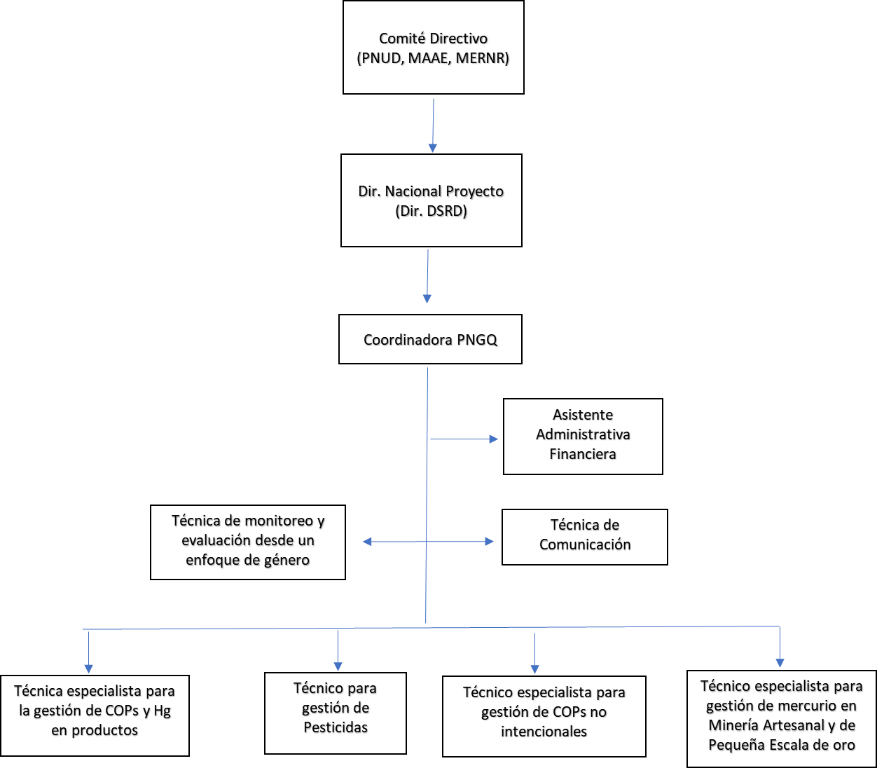 Comité Directivo
(PNUD, MAAE, MERNR)
Dir. Nacional Proyecto
(Dir. DSRD)
Coordinadora PNGQ
Asistente
Administrativa
Financiera
Técnica de monitoreo y
evaluación desde un
enfoque de género
Técnica de
Comunicación
Técnica especialista para
la gestión de COPs y Hg
en productos
Técnico para
gestión de
Pesticidas
Técnico especialista para
gestión de COPs no
intencionales
Técnico especialista para
gestión de mercurio en
Minería Artesanal y de
Pequeña Escala de oro